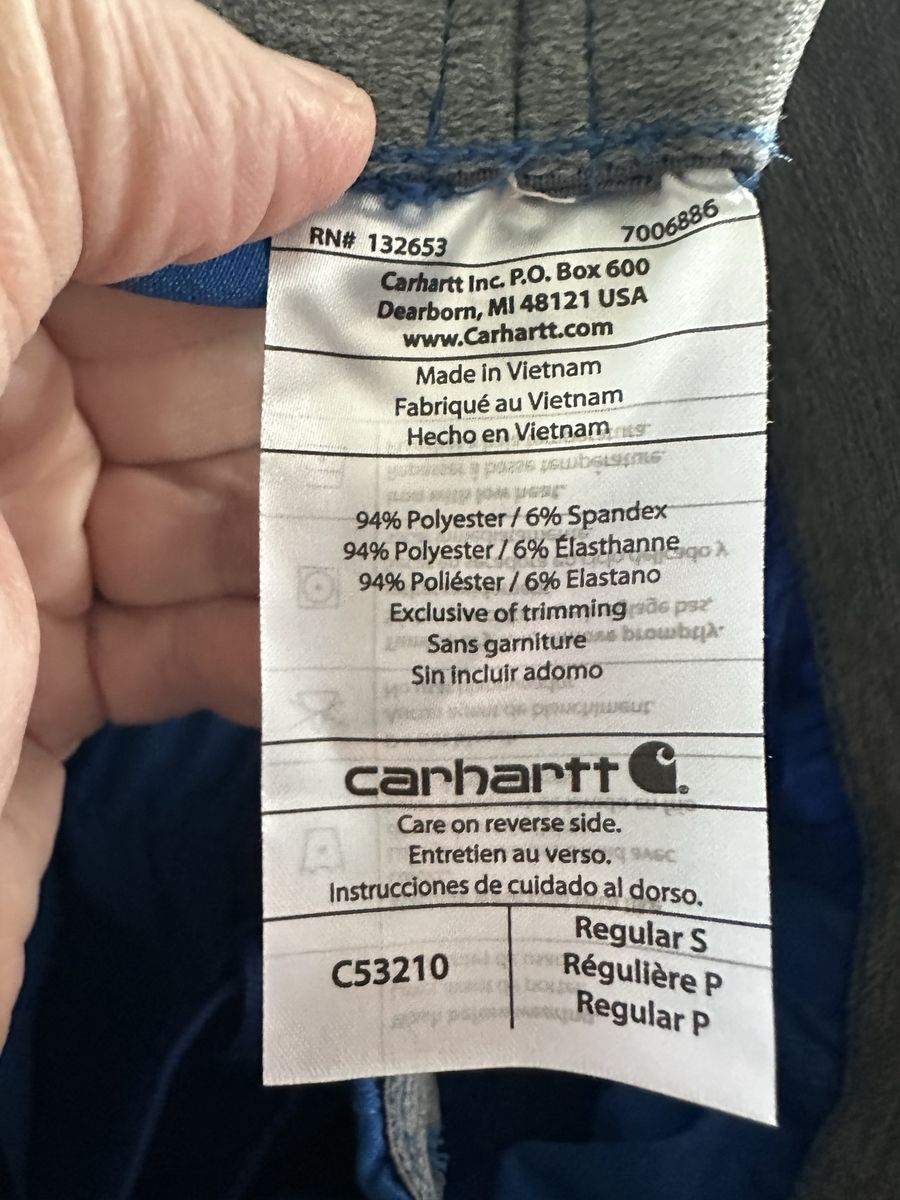 RN# 132653 7006886
Carhartt Inc. P.O. Box 600
Dearborn, MI 48121 USA
www.Carhartt.com
Made in Vietnam
Fabriqué au Vietnam
Hecho en Vietnam
94% Polyester / 6% Spandex
94% Polyester / 6% Élasthanne
94% Poliéster / 6% Elastano
Exclusive of trimming
Sans garniture
Sin incluir adorno
carhartt
Care on reverse side.
Entretien au verso.
Instrucciones de cuidado al dorso.
C53210
Regular S
Régulière P
Regular P